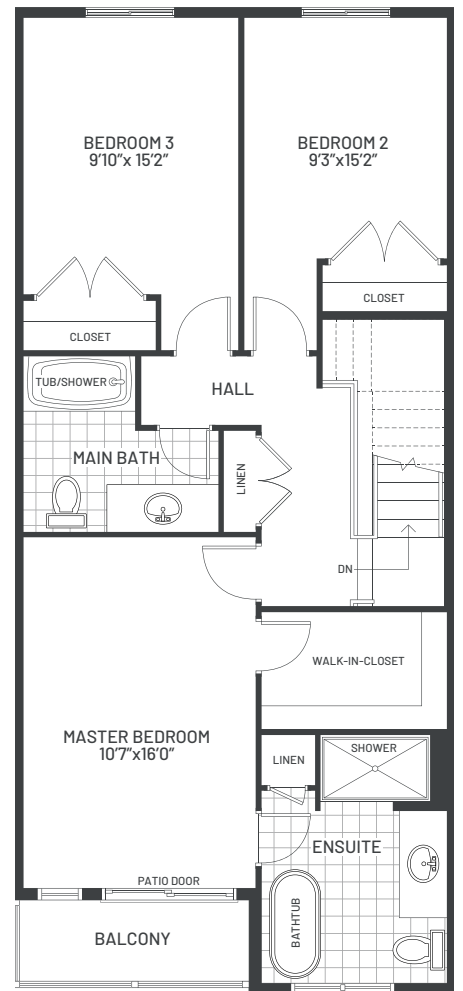 BEDROOM 3
9'10"x 15'2"
BEDROOM 2
9'3"x15'2"
CLOSET
CLOSET
TUB/SHOWER
HALL
MAIN BATH
LINEN
DN
WALK-IN-CLOSET
MASTER BEDROOM
10'7"x16'0"
LINEN
SHOWER
ENSUITE
PATIO DOOR
BATHTUB
BALCONY